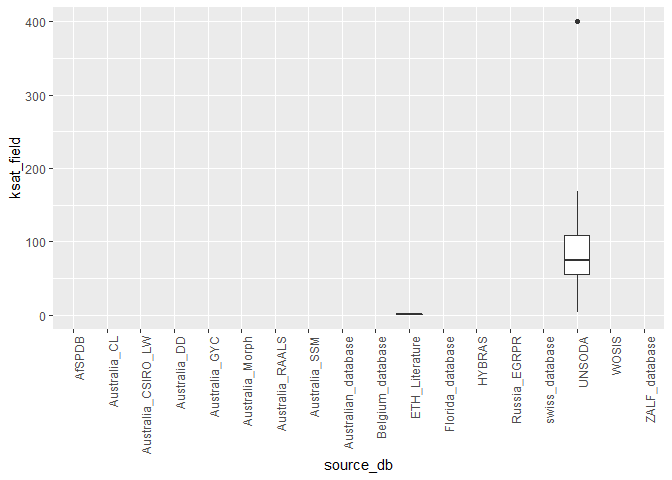 400
300
200
100
0
ksat_field
AfSPDB
Australia_CL
Australia_CSIRO_LW
Australia_DD
Australia_GYC
Australia_Morph
Australia_RAALS
Australia_SSM
Australian_database
Belgium_database
ETH_Literature
Florida_database
HYBRAS
Russia_EGRPR
swiss_database
UNSODA
WOSIS
ZALF_database
source_db